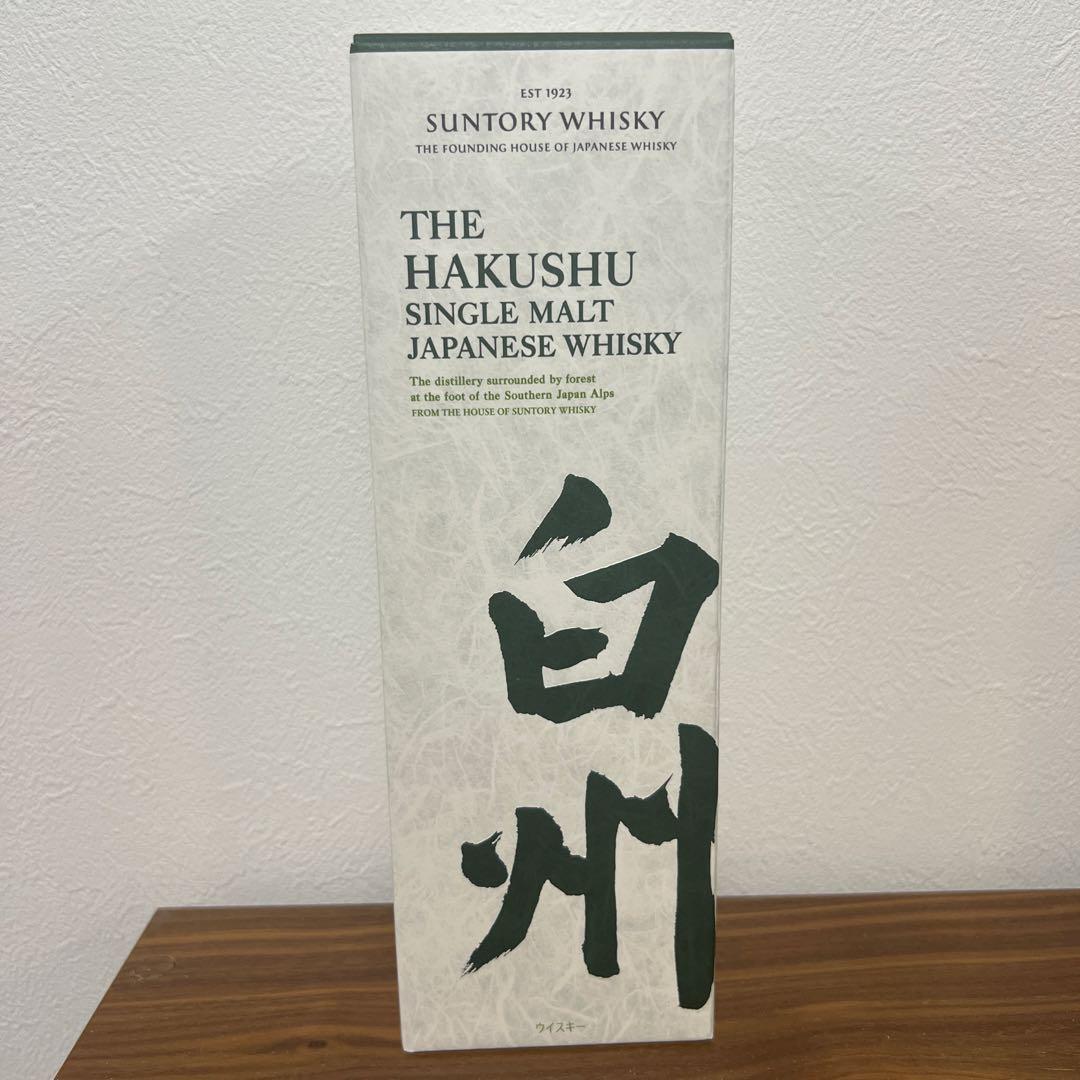 EST 1923
SUNTORY WHISKY
THE FOUNDING HOUSE OF JAPANESE WHISKY
THE
HAKUSHU
SINGLE MALT
JAPANESE WHISKY
The distillery surrounded by forest
at the foot of the Southern Japan Alps
FROM THE HOUSE OF SUNTORY WHISKY
白
州
ウイスキー